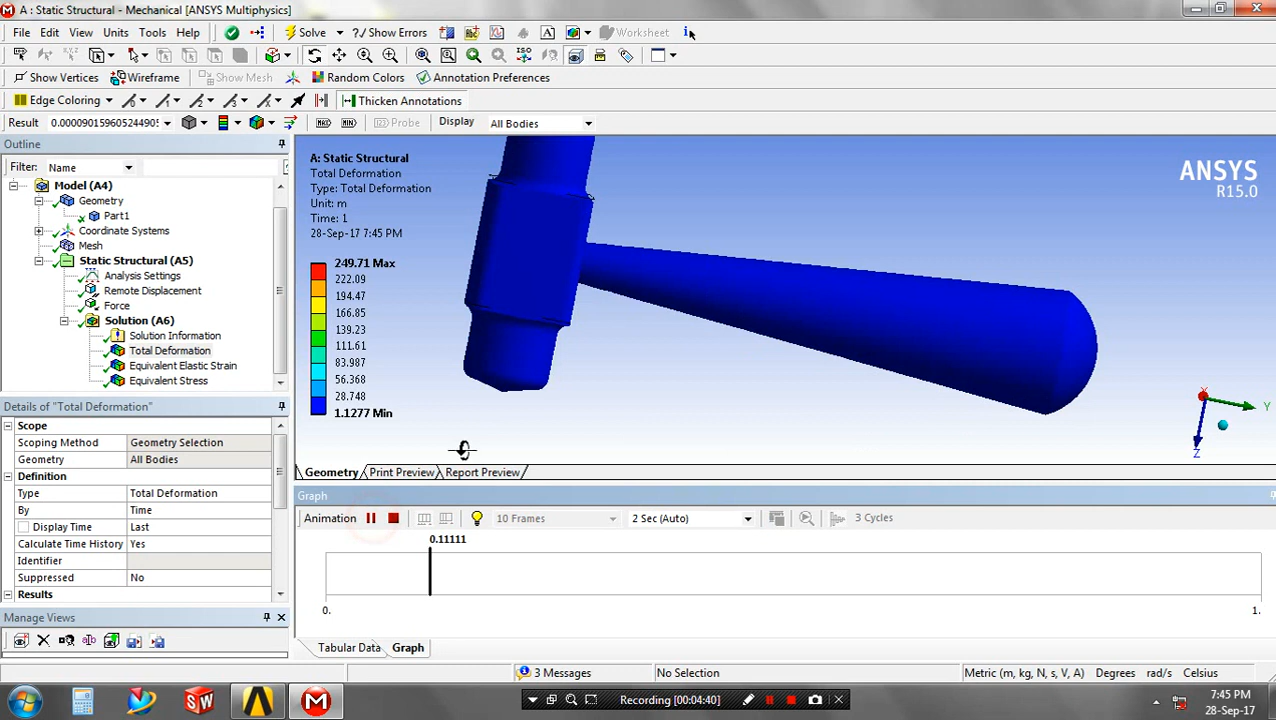 A : Static Structural - Mechanical [ANSYS Multiphysics]
File Edit View Units Tools Help Solve ?/ Show Errors Worksheet
Show Vertices Wireframe Show Mesh Random Colors Annotation Preferences
Edge Coloring Thicken Annotations
Result 0.000090159605244905 MAX MIN Probe Display All Bodies
Outline
Filter: Name
Model (A4)
Geometry
Part1
Coordinate Systems
Mesh
Static Structural (A5)
Analysis Settings
Remote Displacement
Force
Solution (A6)
Solution Information
Total Deformation
Equivalent Elastic Strain
Equivalent Stress
Details of "Total Deformation"
Scope
Scoping Method Geometry Selection
Geometry All Bodies
Definition
Type Total Deformation
By Time
Display Time Last
Calculate Time History Yes
Identifier
Suppressed No
Results
Manage Views
A: Static Structural
Total Deformation
Type: Total Deformation
Unit: m
Time: 1
28-Sep-17 7:45 PM
249.71 Max
222.09
194.47
166.85
139.23
111.61
83.987
56.368
28.748
1.1277 Min
ANSYS
R15.0
X
Y
Z
Geometry Print Preview Report Preview
Graph
Animation 10 Frames 2 Sec (Auto) 3 Cycles
0.11111
0. 1.
Tabular Data Graph
3 Messages No Selection Metric (m, kg, N, s, V, A) Degrees rad/s Celsius
Recording [00:04:40]
7:45 PM
28-Sep-17